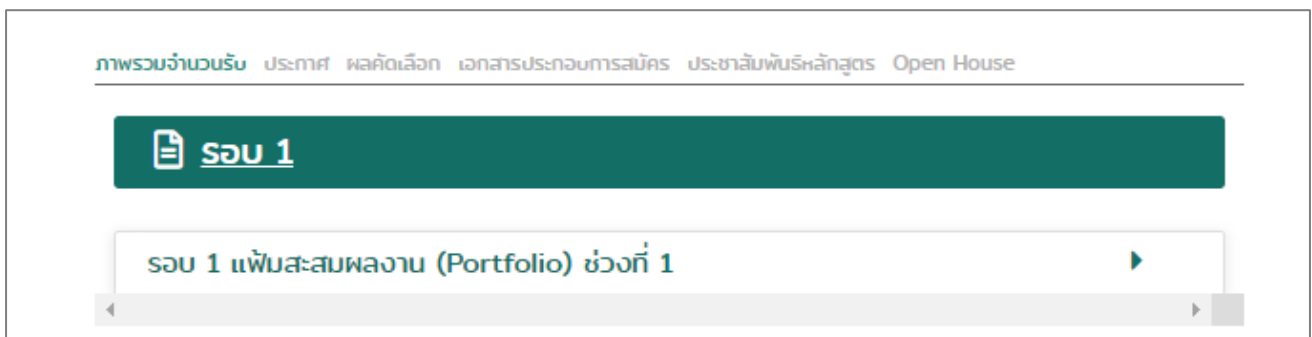 ภาพรวมจำนวนรับ ประกาศ ผลคัดเลือก เอกสารประกอบการสมัคร ประชาสัมพันธ์หลักสูตร Open House
รอบ 1
รอบ 1 แฟ้มสะสมผลงาน (Portfolio) ช่วงที่ 1